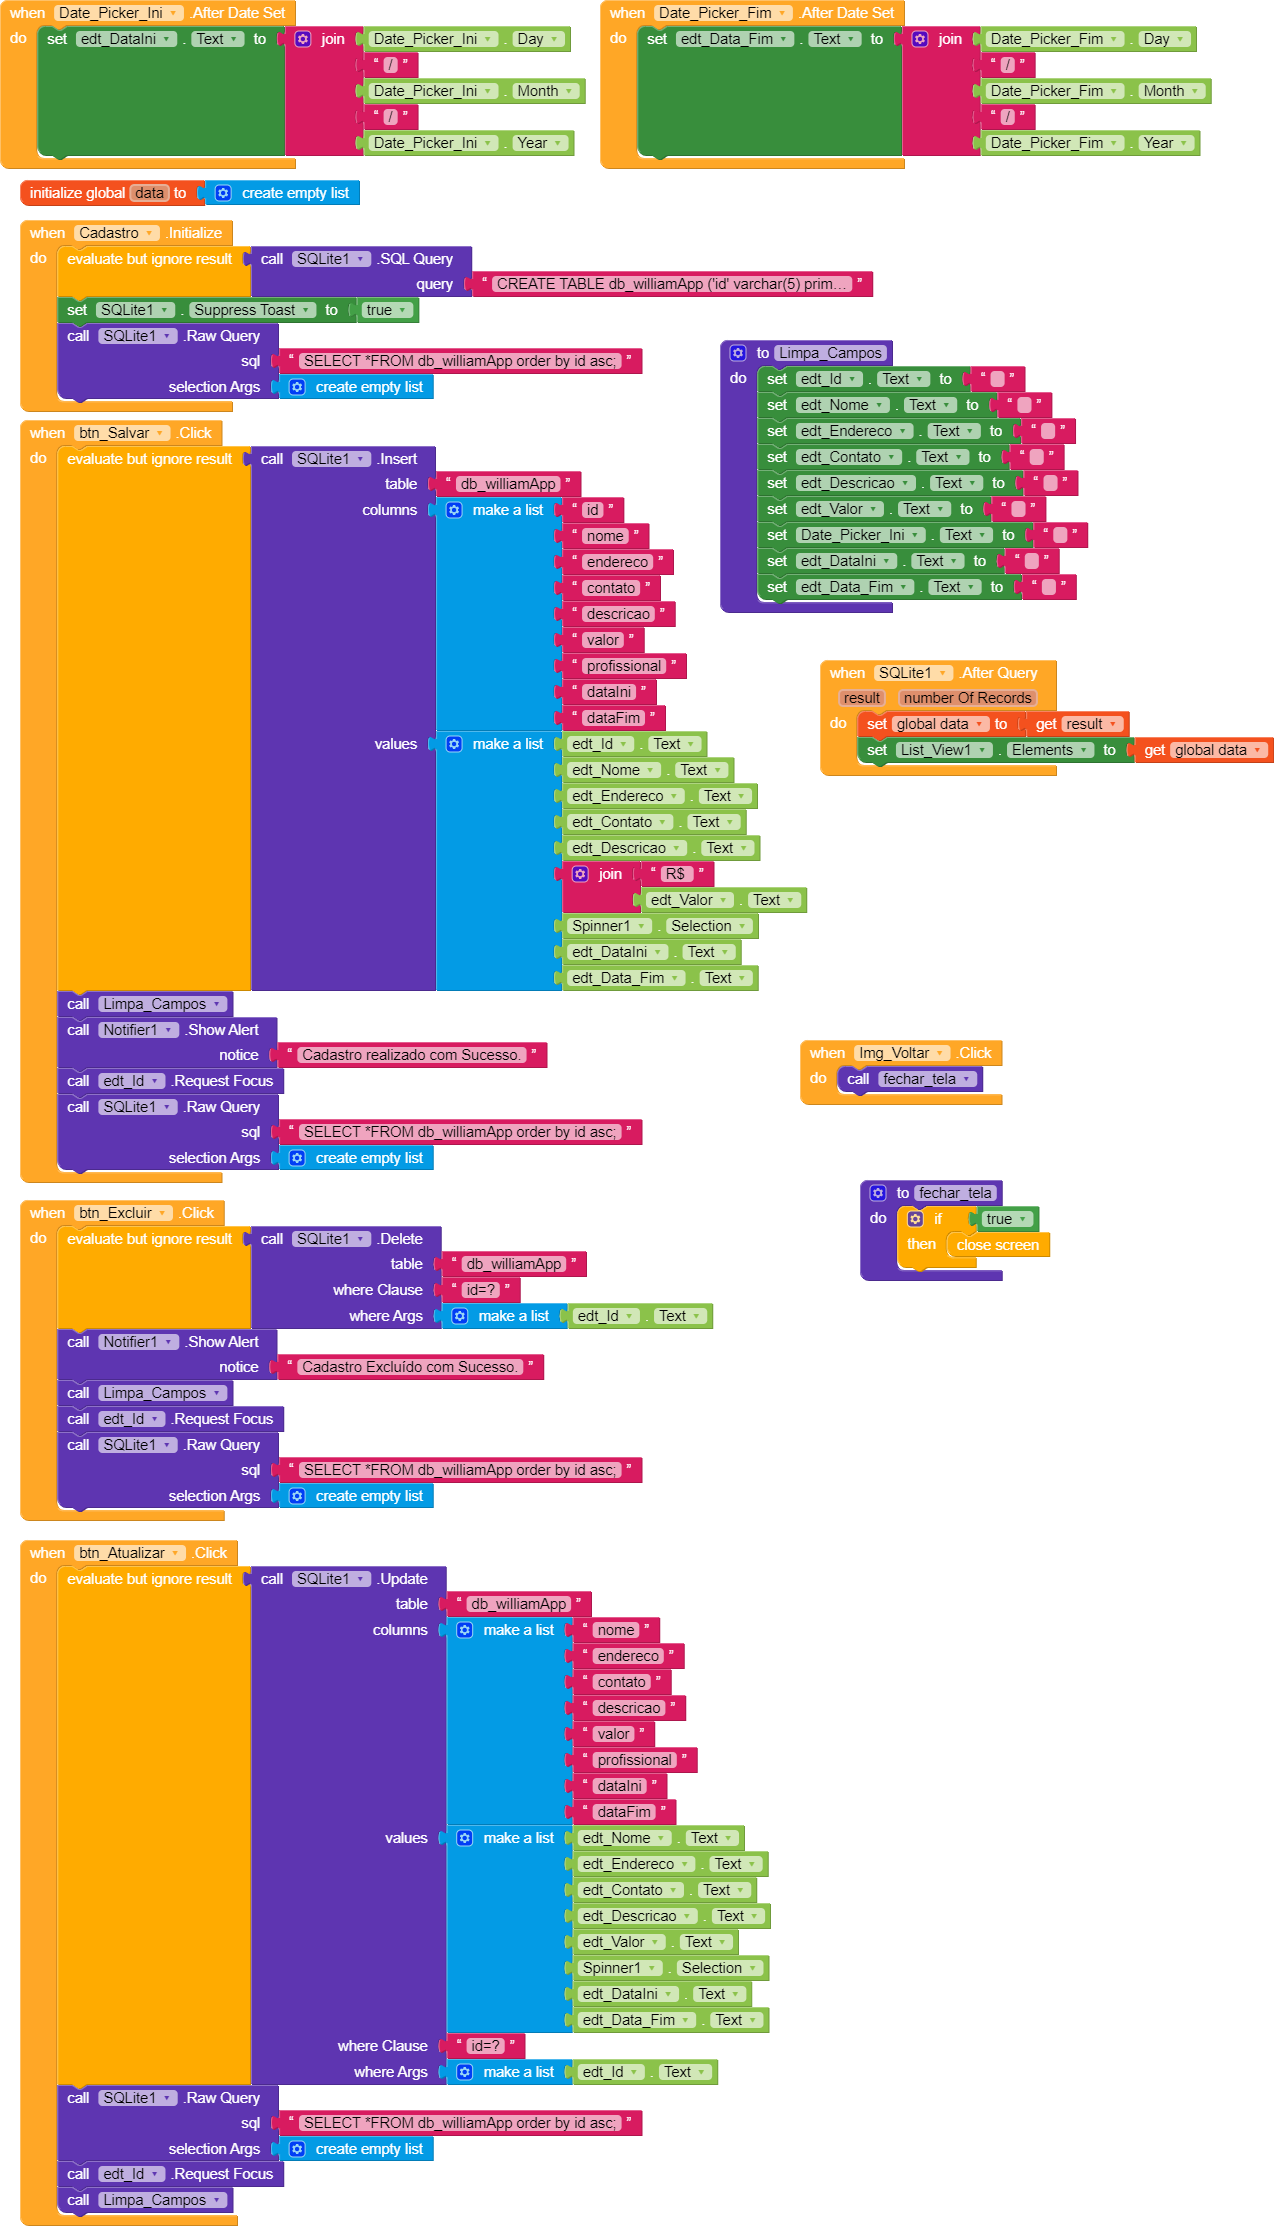 when Date_Picker_Ini .After Date Set
do set edt_DataIni . Text to join Date_Picker_Ini . Day
“ / ”
Date_Picker_Ini . Month
“ / ”
Date_Picker_Ini . Year
when Date_Picker_Fim .After Date Set
do set edt_Data_Fim . Text to join Date_Picker_Fim . Day
“ / ”
Date_Picker_Fim . Month
“ / ”
Date_Picker_Fim . Year
initialize global data to create empty list
when Cadastro .Initialize
do evaluate but ignore result call SQLite1 .SQL Query
query “ CREATE TABLE db_williamApp ('id' varchar(5) prim... ”
set SQLite1 . Suppress Toast to true
call SQLite1 .Raw Query
sql “ SELECT *FROM db_williamApp order by id asc; ”
selection Args create empty list
to Limpa_Campos
do set edt_Id . Text to “ ”
set edt_Nome . Text to “ ”
set edt_Endereco . Text to “ ”
set edt_Contato . Text to “ ”
set edt_Descricao . Text to “ ”
set edt_Valor . Text to “ ”
set Date_Picker_Ini . Text to “ ”
set edt_DataIni . Text to “ ”
set edt_Data_Fim . Text to “ ”
when btn_Salvar .Click
do evaluate but ignore result call SQLite1 .Insert
table “ db_williamApp ”
columns make a list “ id ”
“ nome ”
“ endereco ”
“ contato ”
“ descricao ”
“ valor ”
“ profissional ”
“ dataIni ”
“ dataFim ”
values make a list edt_Id . Text
edt_Nome . Text
edt_Endereco . Text
edt_Contato . Text
edt_Descricao . Text
join “ R$ ”
edt_Valor . Text
Spinner1 . Selection
edt_DataIni . Text
edt_Data_Fim . Text
call Limpa_Campos
call Notifier1 .Show Alert
notice “ Cadastro realizado com Sucesso. ”
call edt_Id .Request Focus
call SQLite1 .Raw Query
sql “ SELECT *FROM db_williamApp order by id asc; ”
selection Args create empty list
when SQLite1 .After Query
result number Of Records
do set global data to get result
set List_View1 . Elements to get global data
when Img_Voltar .Click
do call fechar_tela
to fechar_tela
do if true
then close screen
when btn_Excluir .Click
do evaluate but ignore result call SQLite1 .Delete
table “ db_williamApp ”
where Clause “ id=? ”
where Args make a list edt_Id . Text
call Notifier1 .Show Alert
notice “ Cadastro Excluído com Sucesso. ”
call Limpa_Campos
call edt_Id .Request Focus
call SQLite1 .Raw Query
sql “ SELECT *FROM db_williamApp order by id asc; ”
selection Args create empty list
when btn_Atualizar .Click
do evaluate but ignore result call SQLite1 .Update
table “ db_williamApp ”
columns make a list “ nome ”
“ endereco ”
“ contato ”
“ descricao ”
“ valor ”
“ profissional ”
“ dataIni ”
“ dataFim ”
values make a list edt_Nome . Text
edt_Endereco . Text
edt_Contato . Text
edt_Descricao . Text
edt_Valor . Text
Spinner1 . Selection
edt_DataIni . Text
edt_Data_Fim . Text
where Clause “ id=? ”
where Args make a list edt_Id . Text
call SQLite1 .Raw Query
sql “ SELECT *FROM db_williamApp order by id asc; ”
selection Args create empty list
call edt_Id .Request Focus
call Limpa_Campos